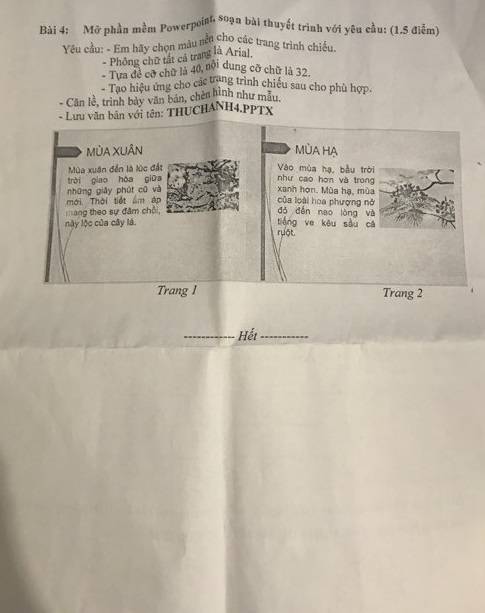 Bài 4: Mở phần mềm Powerpoint, soạn bài thuyết trình với yêu cầu: (1.5 điểm)
Yêu cầu: - Em hãy chọn màu nền cho các trang trình chiếu.
- Phông chữ tất cả trang là Arial.
- Tựa đề cỡ chữ là 40, nội dung cỡ chữ là 32.
- Tạo hiệu ứng cho các trang trình chiếu sau cho phù hợp.
- Căn lề, trình bày văn bản, chèn hình như mẫu.
- Lưu văn bản với tên: THUCHANH4.PPTX
MÙA XUÂN
Mùa xuân đến là lúc đất
trời giao hòa giữa
những giây phút cũ và
mới. Thời tiết ấm áp
mang theo sự đâm chồi,
nảy lộc của cây lá.
Trang 1
MÙA HẠ
Vào mùa hạ, bầu trời
như cao hơn và trong
xanh hơn. Mùa hạ, mùa
của loài hoa phượng nở
đỏ đến nao lòng và
tiếng ve kêu sầu cả
ruột.
Trang 2
------------ Hết -----------